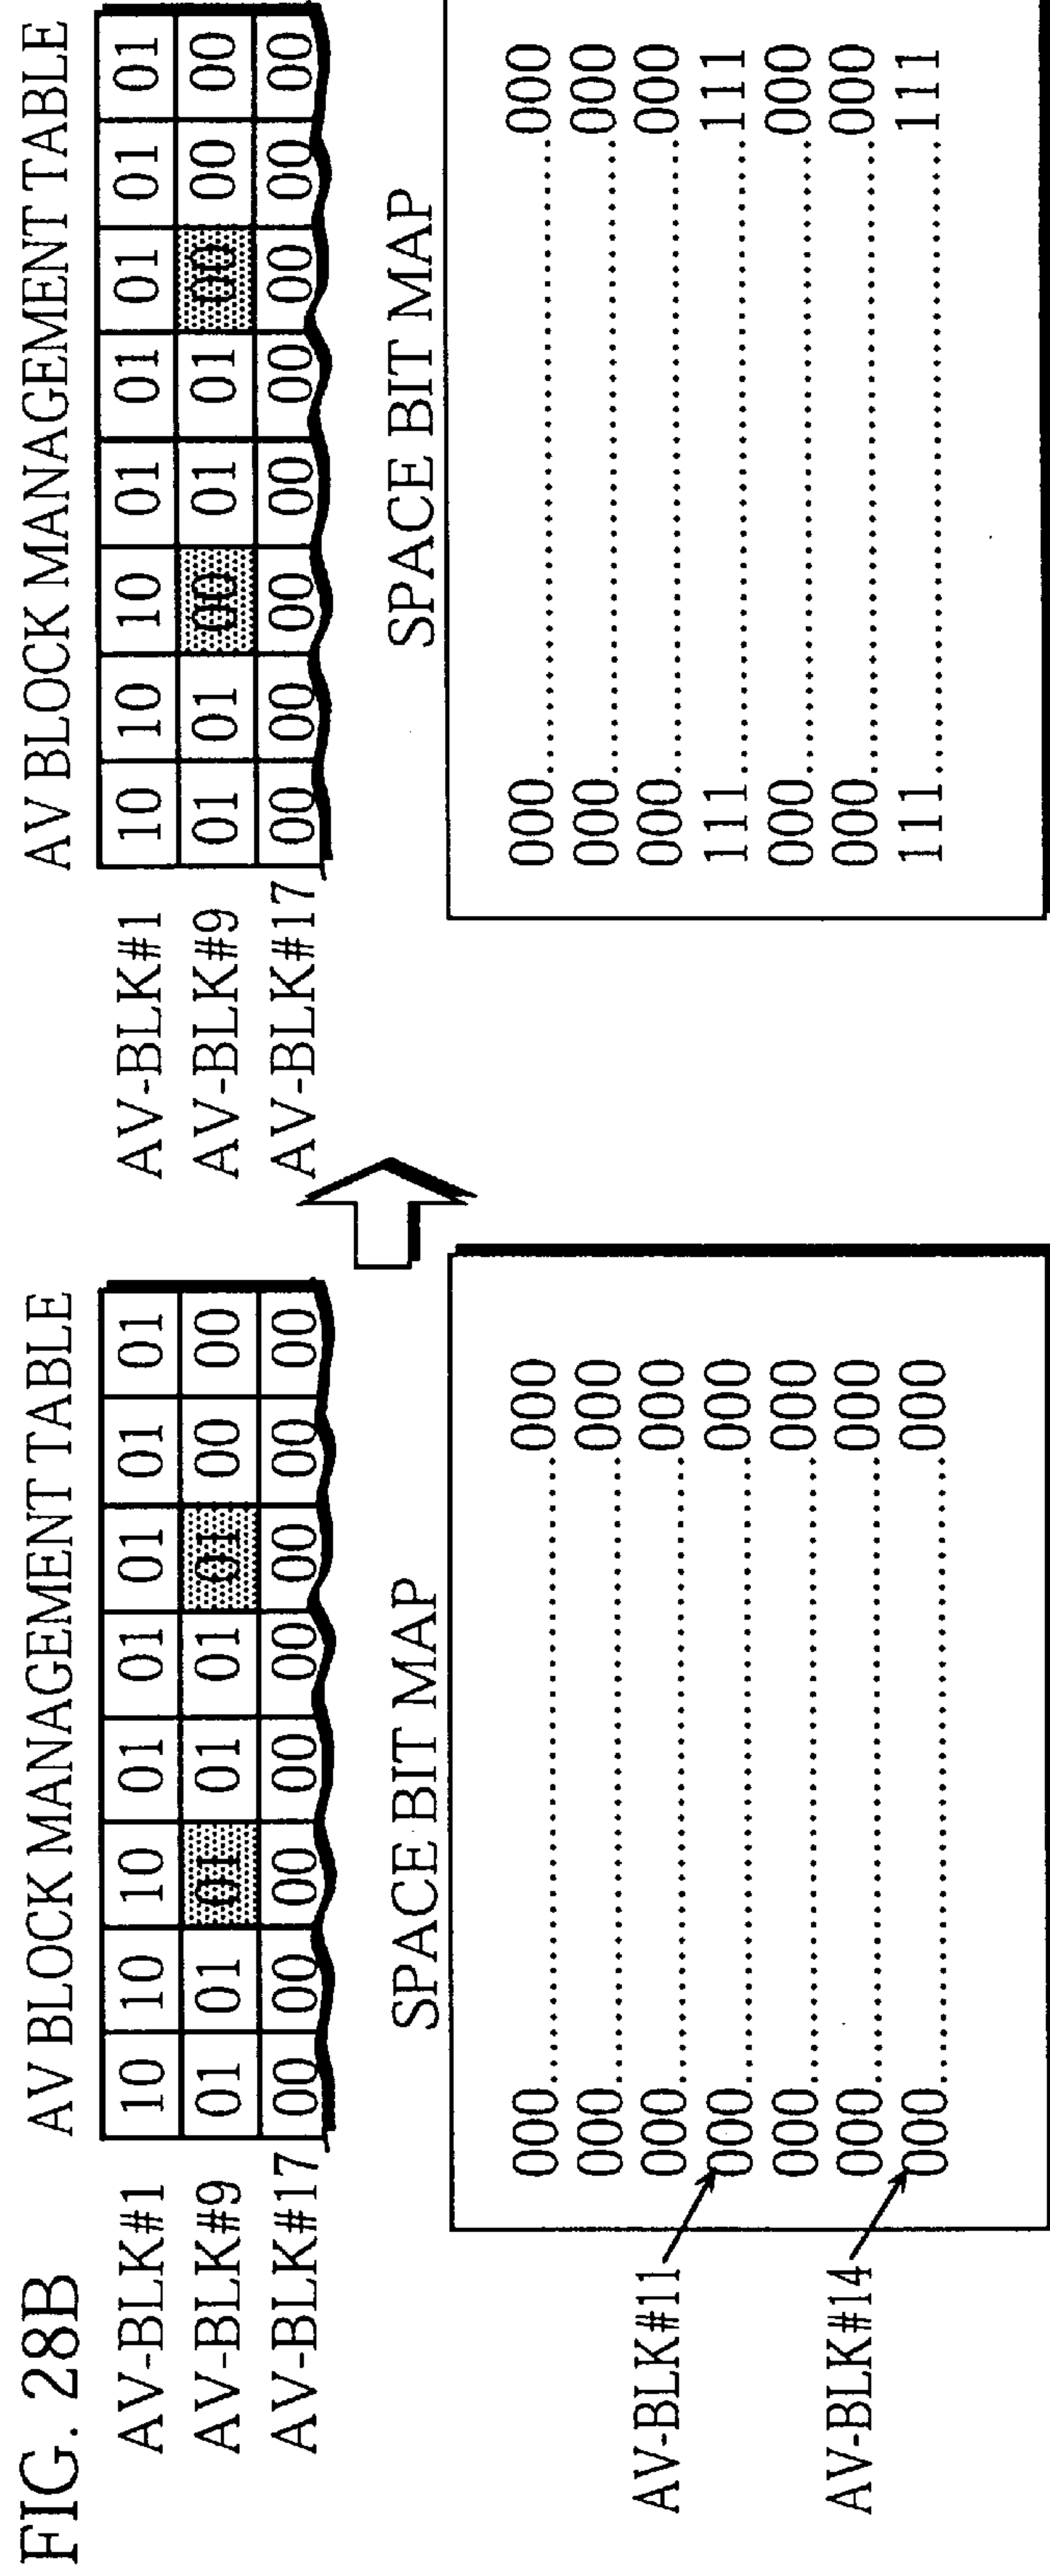 FIG. 28B
AV BLOCK MANAGEMENT TABLE
AV-BLK#1 10 10 10 01 01 01 01 01
AV-BLK#9 01 01 01 01 01 01 00 00
AV-BLK#17 00 00 00 00 00 00 00 00
SPACE BIT MAP
000..........................................000
000..........................................000
000..........................................000
AV-BLK#11
000..........................................000
000..........................................000
000..........................................000
AV-BLK#14
000..........................................000
AV BLOCK MANAGEMENT TABLE
AV-BLK#1 10 10 10 01 01 01 01 01
AV-BLK#9 01 01 00 01 01 00 00 00
AV-BLK#17 00 00 00 00 00 00 00 00
SPACE BIT MAP
000..........................................000
000..........................................000
000..........................................000
111..........................................111
000..........................................000
000..........................................000
111..........................................111